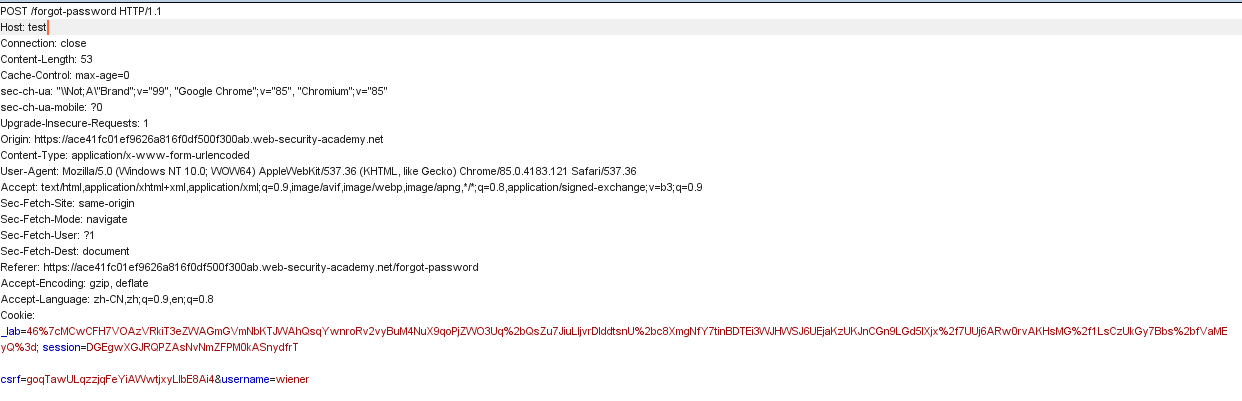 POST /forgot-password HTTP/1.1
Host: test
Connection: close
Content-Length: 53
Cache-Control: max-age=0
sec-ch-ua: "\\Not;A\"Brand";v="99", "Google Chrome";v="85", "Chromium";v="85"
sec-ch-ua-mobile: ?0
Upgrade-Insecure-Requests: 1
Origin: https://ace41fc01ef9626a816f0df500f300ab.web-security-academy.net
Content-Type: application/x-www-form-urlencoded
User-Agent: Mozilla/5.0 (Windows NT 10.0; WOW64) AppleWebKit/537.36 (KHTML, like Gecko) Chrome/85.0.4183.121 Safari/537.36
Accept: text/html,application/xhtml+xml,application/xml;q=0.9,image/avif,image/webp,image/apng,*/*;q=0.8,application/signed-exchange;v=b3;q=0.9
Sec-Fetch-Site: same-origin
Sec-Fetch-Mode: navigate
Sec-Fetch-User: ?1
Sec-Fetch-Dest: document
Referer: https://ace41fc01ef9626a816f0df500f300ab.web-security-academy.net/forgot-password
Accept-Encoding: gzip, deflate
Accept-Language: zh-CN,zh;q=0.9,en;q=0.8
Cookie:
_lab=46%7cMCwCFH7VOAzVRkiT3eZWAGmGVmNbKTJWAhQsqYwnroRv2vyBuM4NuX9qoPjZWO3Uq%2bQsZu7JiuLIjvrDIddtsnU%2bc8XmgNfY7tinBDTEi3WJHWSJ6UEjaKzUKJnCGn9LGd5IXjx%2f7UUj6ARw0rvAKHsMG%2f1LsCzUkGy7Bbs%2bfVaME
yQ%3d; session=DGEgwXGJRQPZAsNvNmZFPM0kASnydfrT
csrf=goqTawULqzzjqFeYiAWwtjxyLlbE8Ai4&username=wiener